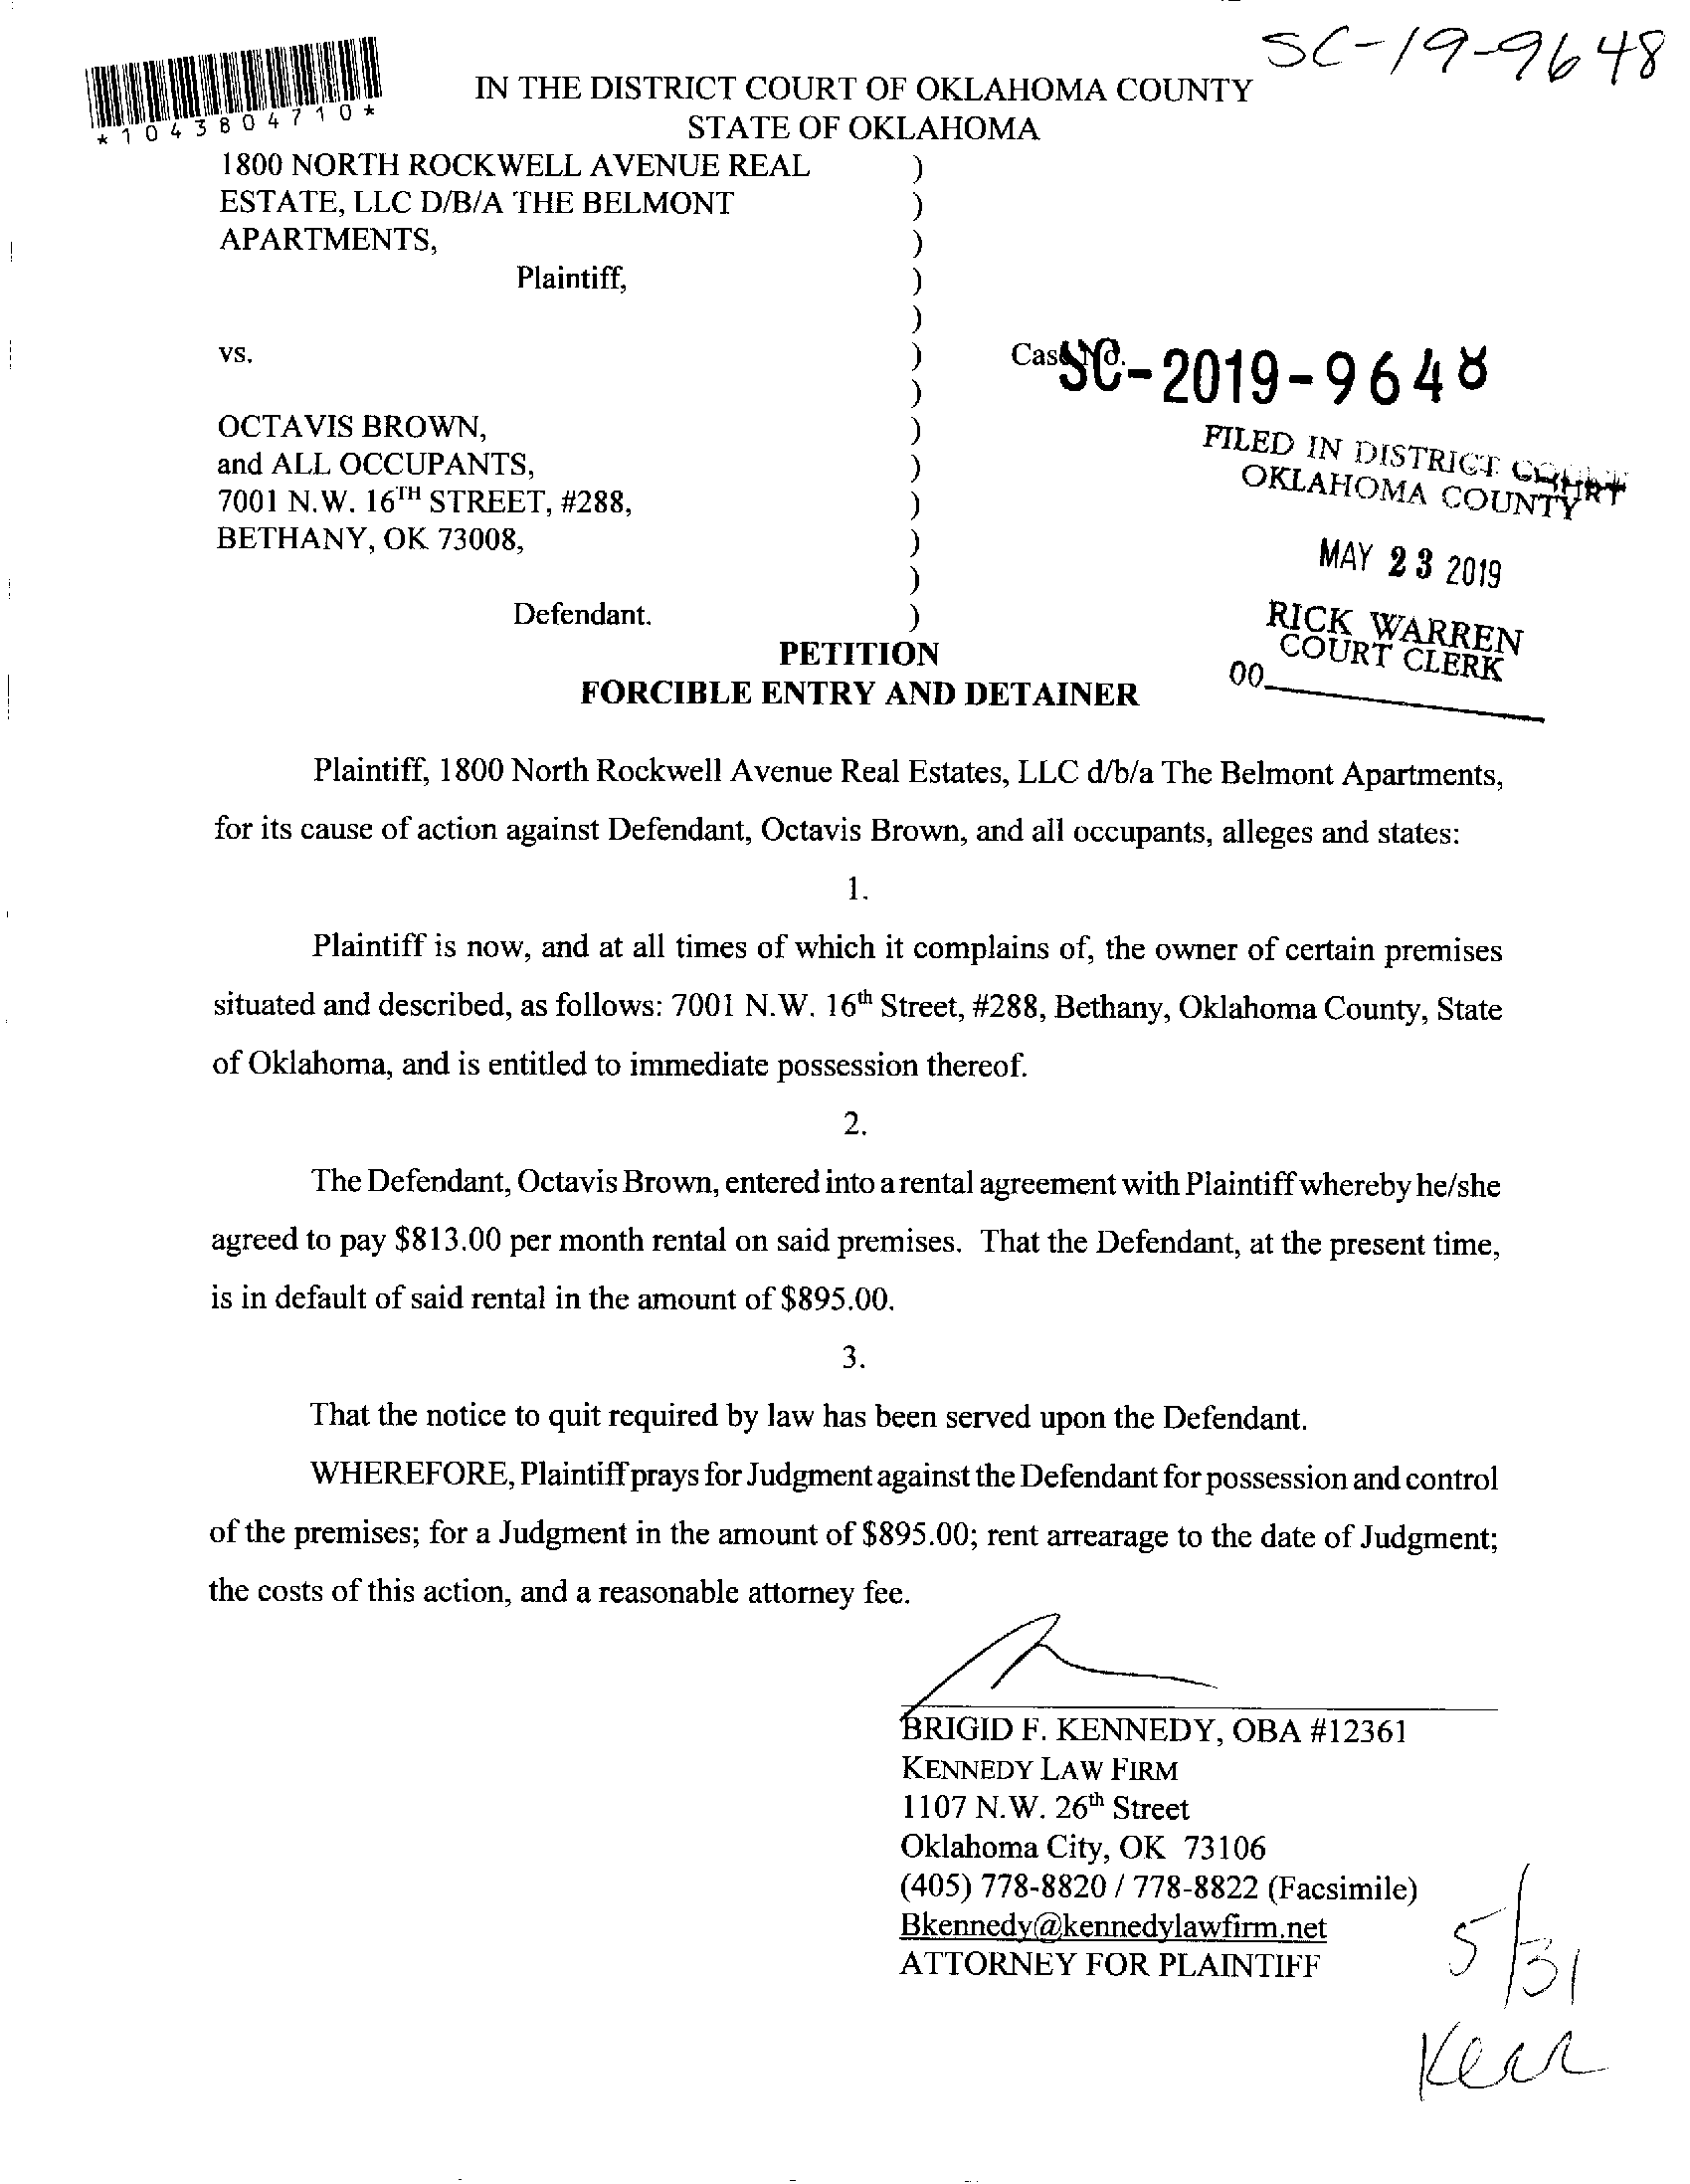 SC-19-9648
*1043804710*
IN THE DISTRICT COURT OF OKLAHOMA COUNTY
STATE OF OKLAHOMA
1800 NORTH ROCKWELL AVENUE REAL )
ESTATE, LLC D/B/A THE BELMONT )
APARTMENTS, )
Plaintiff, )
)
vs. )
Case No. SC-2019-9648
)
OCTAVIS BROWN, )
and ALL OCCUPANTS, )
7001 N.W. 16TH STREET, #288, )
BETHANY, OK 73008, )
)
Defendant. )
FILED IN DISTRICT COURT
OKLAHOMA COUNTY
MAY 23 2019
RICK WARREN
COURT CLERK
00
PETITION
FORCIBLE ENTRY AND DETAINER
Plaintiff, 1800 North Rockwell Avenue Real Estates, LLC d/b/a The Belmont Apartments,
for its cause of action against Defendant, Octavis Brown, and all occupants, alleges and states:
1.
Plaintiff is now, and at all times of which it complains of, the owner of certain premises
situated and described, as follows: 7001 N.W. 16th Street, #288, Bethany, Oklahoma County, State
of Oklahoma, and is entitled to immediate possession thereof.
2.
The Defendant, Octavis Brown, entered into a rental agreement with Plaintiff whereby he/she
agreed to pay $813.00 per month rental on said premises. That the Defendant, at the present time,
is in default of said rental in the amount of $895.00.
3.
That the notice to quit required by law has been served upon the Defendant.
WHEREFORE, Plaintiff prays for Judgment against the Defendant for possession and control
of the premises; for a Judgment in the amount of $895.00; rent arrearage to the date of Judgment;
the costs of this action, and a reasonable attorney fee.
BRIGID F. KENNEDY, OBA #12361
KENNEDY LAW FIRM
1107 N.W. 26th Street
Oklahoma City, OK 73106
(405) 778-8820 / 778-8822 (Facsimile)
Bkennedy@kennedylawfirm.net
ATTORNEY FOR PLAINTIFF
5/31
Kerr